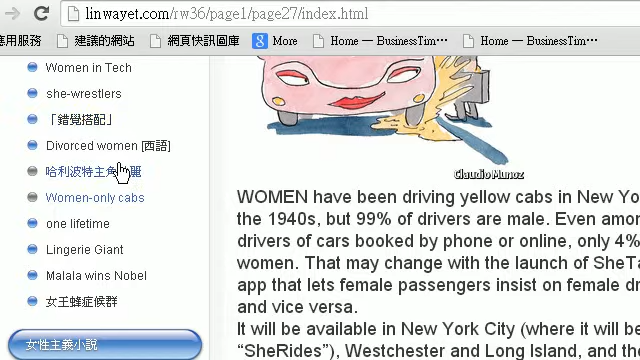 linwayet.com/rw36/page1/page27/index.html
應用服務
建議的網站
網頁快訊圖庫
More
Home — BusinessTim…
Home — BusinessTim…
Women in Tech
she-wrestlers
「錯覺搭配」
Divorced women [西語]
哈利波特主角
麗
Women-only cabs
one lifetime
Lingerie Giant
Malala wins Nobel
女王蜂症候群
女性主義小說
Claudio Munoz
WOMEN have been driving yellow cabs in New Yo
the 1940s, but 99% of drivers are male. Even amor
drivers of cars booked by phone or online, only 4%
women. That may change with the launch of SheTa
app that lets female passengers insist on female dr
and vice versa.
It will be available in New York City (where it will be
“SheRides”), Westchester and Long Island, and the